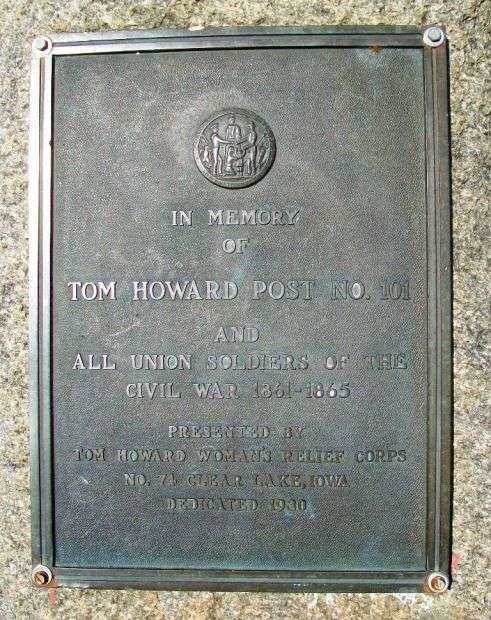 IN MEMORY
OF
TOM HOWARD POST NO. 101
AND
ALL UNION SOLDIERS OF THE
CIVIL WAR 1861-1865
PRESENTED BY
TOM HOWARD WOMAN'S RELIEF CORPS
NO. 74 CLEAR LAKE, IOWA
DEDICATED 1930